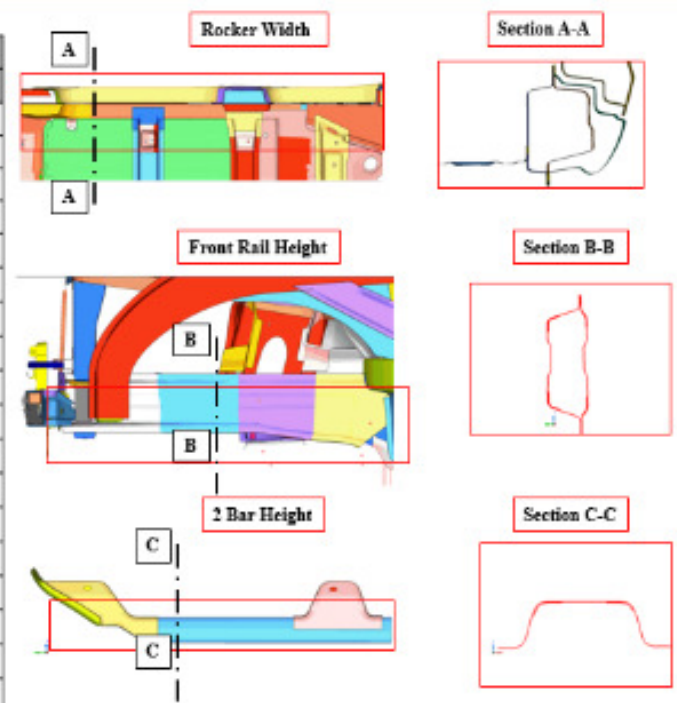 Rocker Width
Section A-A
A
A
Front Rail Height
Section B-B
B
B
2 Bar Height
Section C-C
C
C